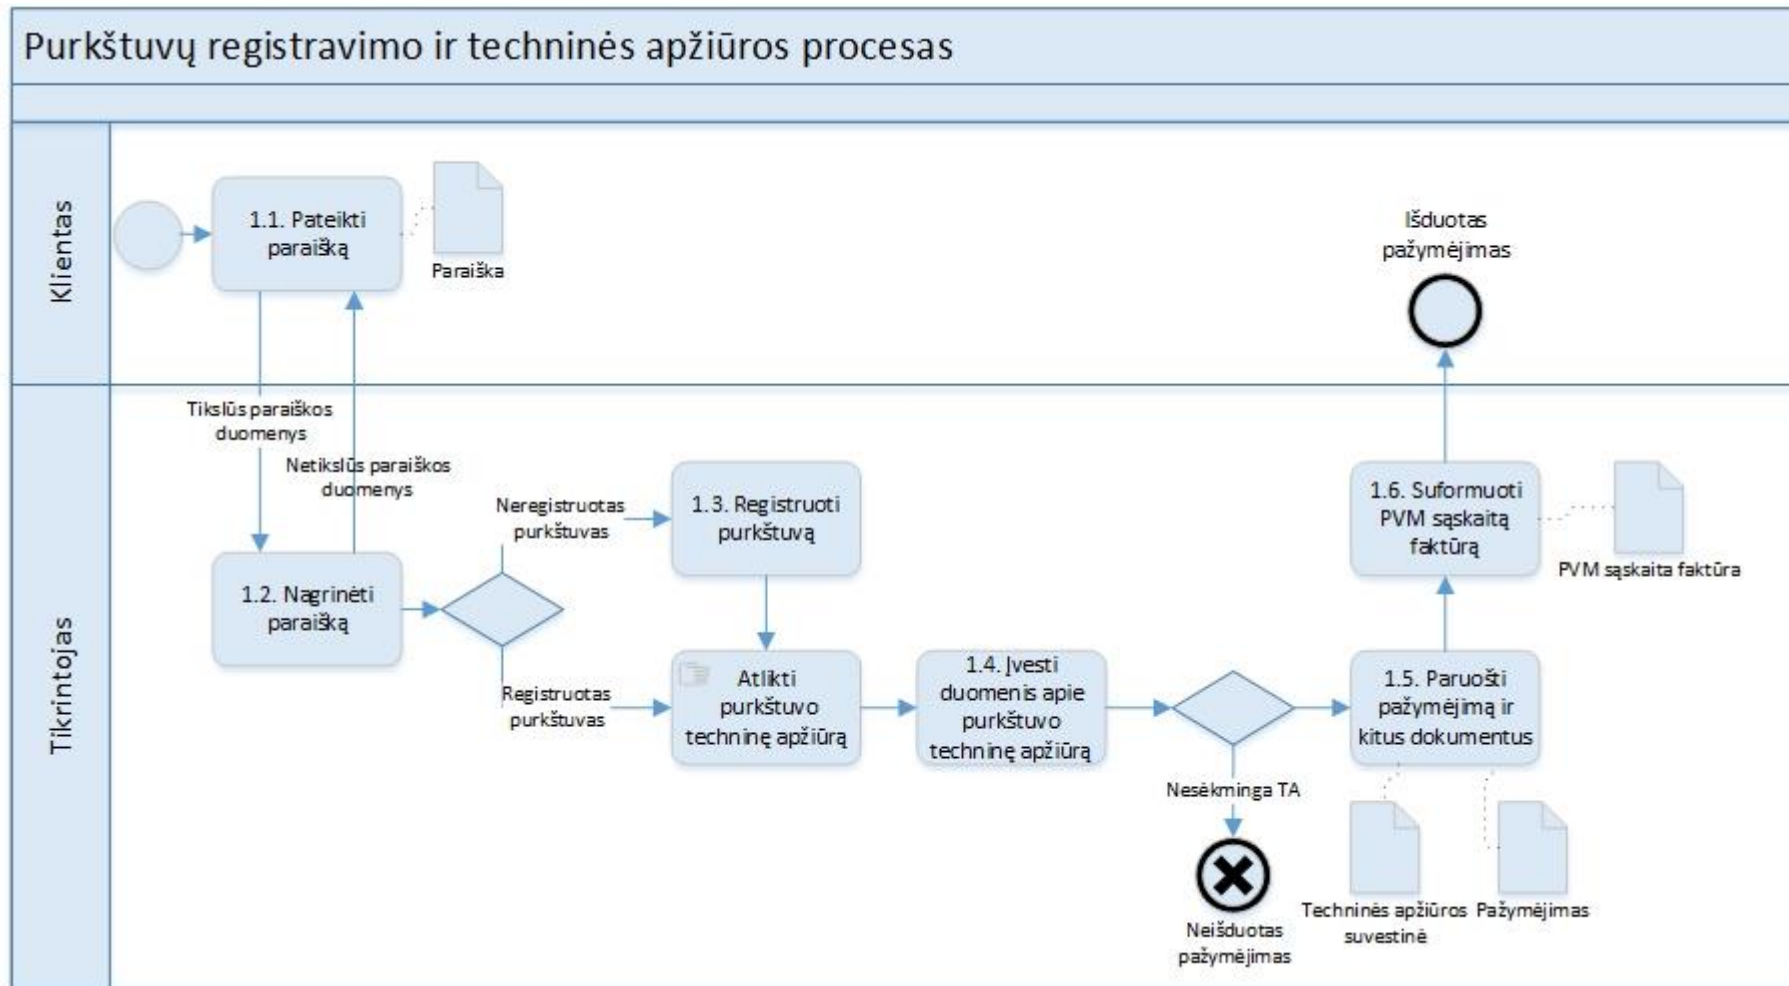 Purkštuvų registravimo ir techninės apžiūros procesas
Klientas
1.1. Pateikti
paraišką
Paraiška
Išduotas
pažymėjimas
Tikrintojas
Tikslūs paraiškos
duomenys
Netikslūs paraiškos
duomenys
1.2. Nagrinėti
paraišką
Neregistruotas
purkštuvas
1.3. Registruoti
purkštuvą
Registruotas
purkštuvas
Atlikti
purkštuvo
techninę apžiūrą
1.4. Įvesti
duomenis apie
purkštuvo
techninę apžiūrą
Nesėkminga TA
Neišduotas
pažymėjimas
1.6. Suformuoti
PVM sąskaitą
faktūrą
PVM sąskaita faktūra
1.5. Paruošti
pažymėjimą ir
kitus dokumentus
Techninės apžiūros
suvestinė
Pažymėjimas